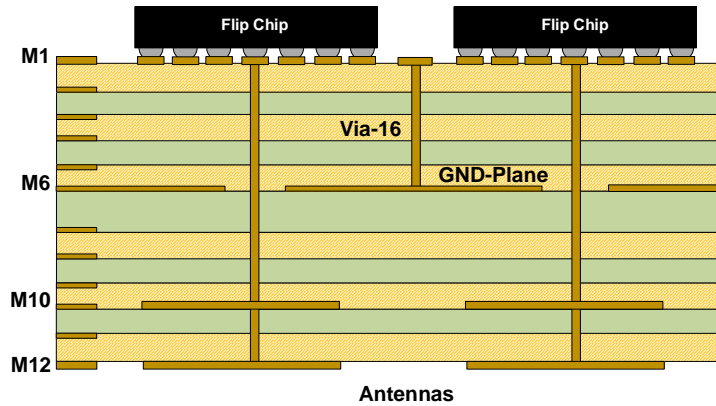 Flip Chip
Flip Chip
M1
Via-16
GND-Plane
M6
M10
M12
Antennas